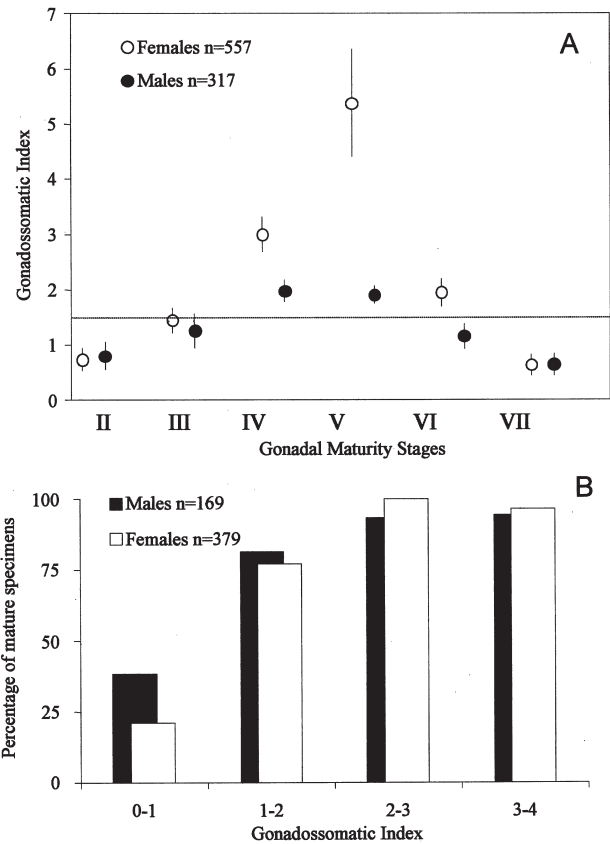 7
A
Females n=557
6
Males n=317
5
4
3
2
1
0
Gonadossomatic Index
II III IV V VI VII
Gonadal Maturity Stages
B
100
Males n=169
Females n=379
75
50
25
0
Percentage of mature specimens
0-1 1-2 2-3 3-4
Gonadossomatic Index